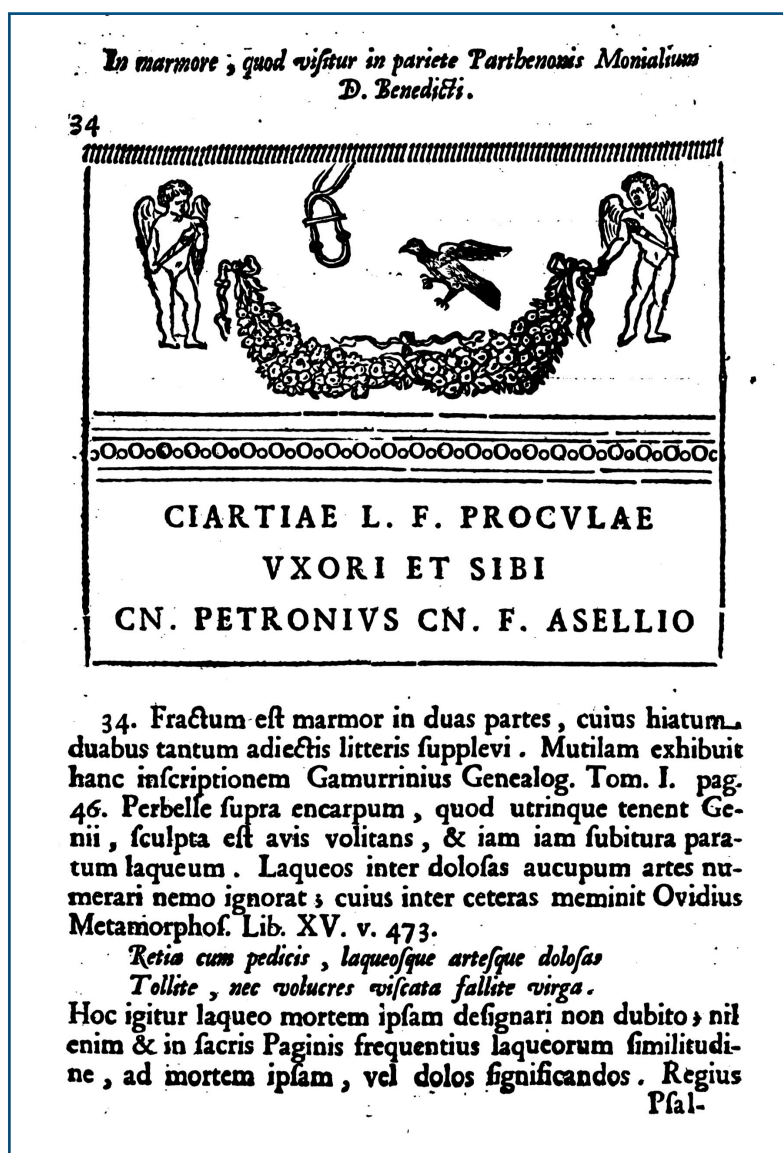 In marmore, quod visitur in pariete Parthenonis Monialium
D. Benedicti.
34
CIARTIAE L. F. PROCVLAE
VXORI ET SIBI
CN. PETRONIVS CN. F. ASELLIO
34. Fractum est marmor in duas partes, cuius hiatum
duabus tantum adiectis litteris supplevi. Mutilam exhibuit
hanc inscriptionem Gamurrinius Genealog. Tom. I. pag.
46. Perbelle supra encarpum, quod utrinque tenent Ge-
nii, sculpta est avis volitans, & iam iam subitura para-
tum laqueum. Laqueos inter dolosas aucupum artes nu-
merari nemo ignorat; cuius inter ceteras meminit Ovidius
Metamorphos. Lib. XV. v. 473.
Retia cum pedicis, laqueosque artesque dolosas
Tollite, nec volucres viscata fallite virga.
Hoc igitur laqueo mortem ipsam designari non dubito; nil
enim & in sacris Paginis frequentius laqueorum similitudi-
ne, ad mortem ipsam, vel dolos significandos. Regius
Psal-